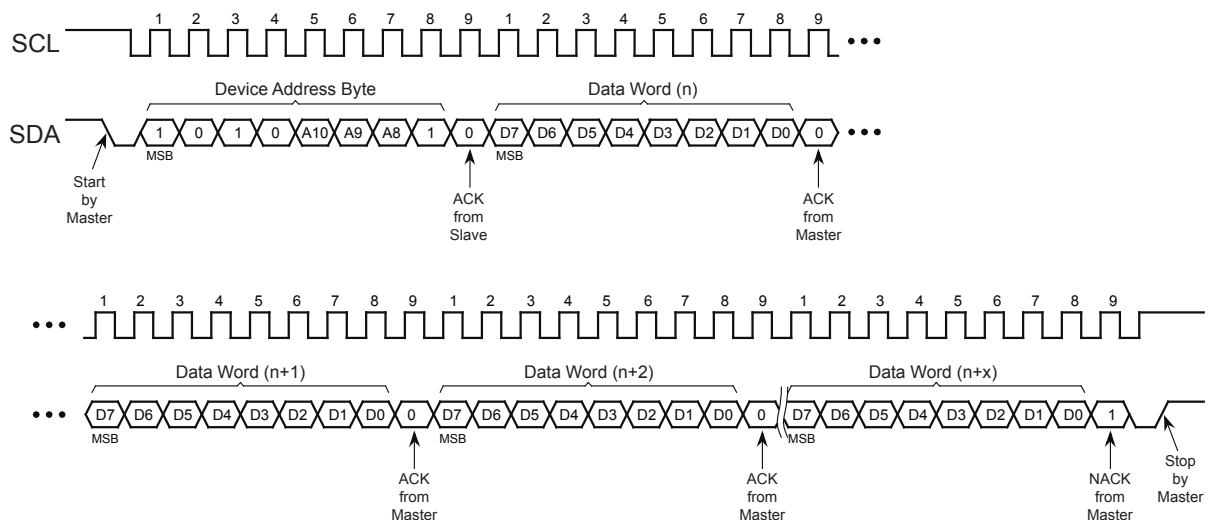 1 2 3 4 5 6 7 8 9 1 2 3 4 5 6 7 8 9
SCL
Device Address Byte Data Word (n)
SDA 1 0 1 0 A10 A9 A8 1 0 D7 D6 D5 D4 D3 D2 D1 D0 0
MSB MSB
Start
by
Master
ACK
from
Slave
ACK
from
Master
1 2 3 4 5 6 7 8 9 1 2 3 4 5 6 7 8 9 1 2 3 4 5 6 7 8 9
Data Word (n+1) Data Word (n+2) Data Word (n+x)
D7 D6 D5 D4 D3 D2 D1 D0 0 D7 D6 D5 D4 D3 D2 D1 D0 0 D7 D6 D5 D4 D3 D2 D1 D0 1
MSB MSB MSB
ACK
from
Master
ACK
from
Master
NACK
from
Master
Stop
by
Master